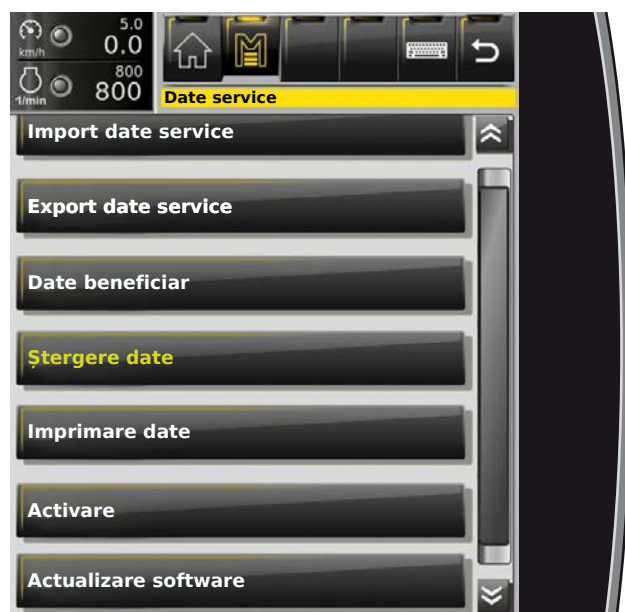 5.0
km/h 0.0
800
1/min 800
Date service
Import date service
Export date service
Date beneficiar
Ștergere date
Imprimare date
Activare
Actualizare software